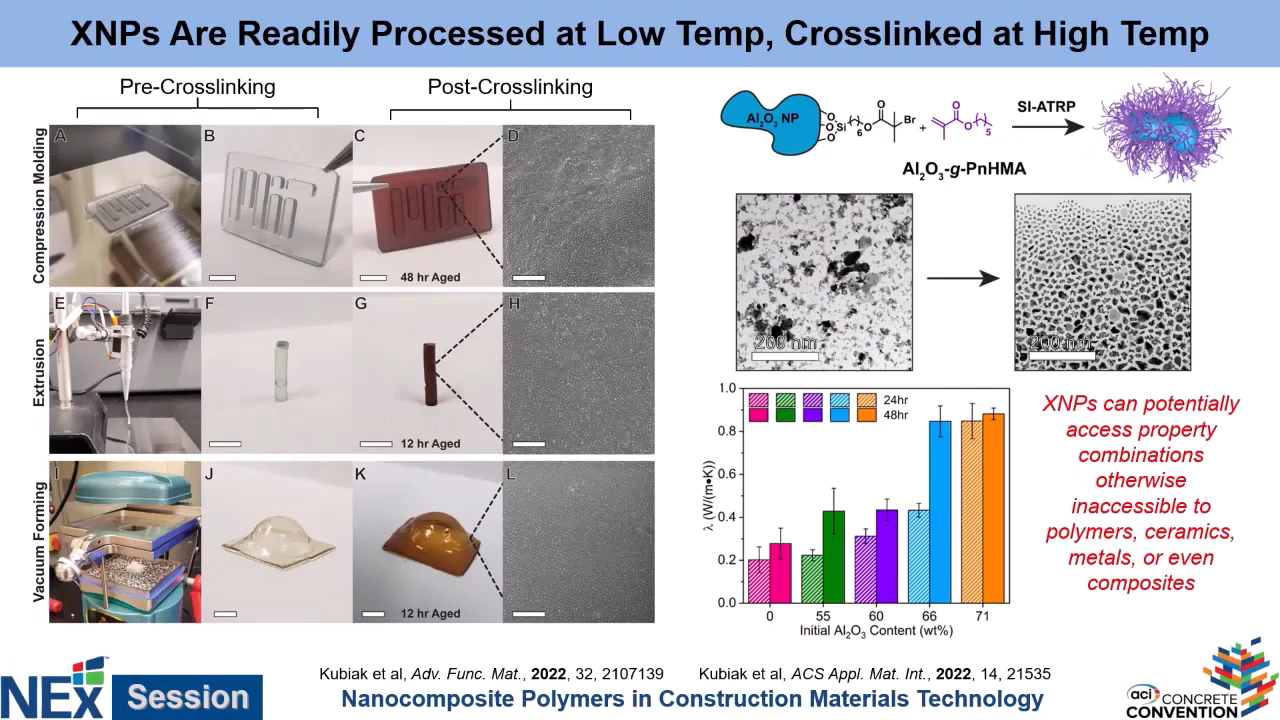 XNPs Are Readily Processed at Low Temp, Crosslinked at High Temp
Pre-Crosslinking
Post-Crosslinking
Compression Molding
A
B
C
D
48 hr Aged
Extrusion
E
F
G
H
12 hr Aged
Vacuum Forming
I
J
K
L
12 hr Aged
Al₂O₃ NP
O
O
O
Si
6
O
O
Br
+
O
O
5
SI-ATRP
Al₂O₃-g-PnHMA
200 nm
200 nm
λ (W/(m•K))
1.0
0.8
0.6
0.4
0.2
0.0
24hr
48hr
0 55 60 66 71
Initial Al₂O₃ Content (wt%)
XNPs can potentially
access property
combinations
otherwise
inaccessible to
polymers, ceramics,
metals, or even
composites
Kubiak et al, Adv. Func. Mat., 2022, 32, 2107139
Kubiak et al, ACS Appl. Mat. Int., 2022, 14, 21535
NEx Session
Nanocomposite Polymers in Construction Materials Technology
aci CONCRETE
CONVENTION